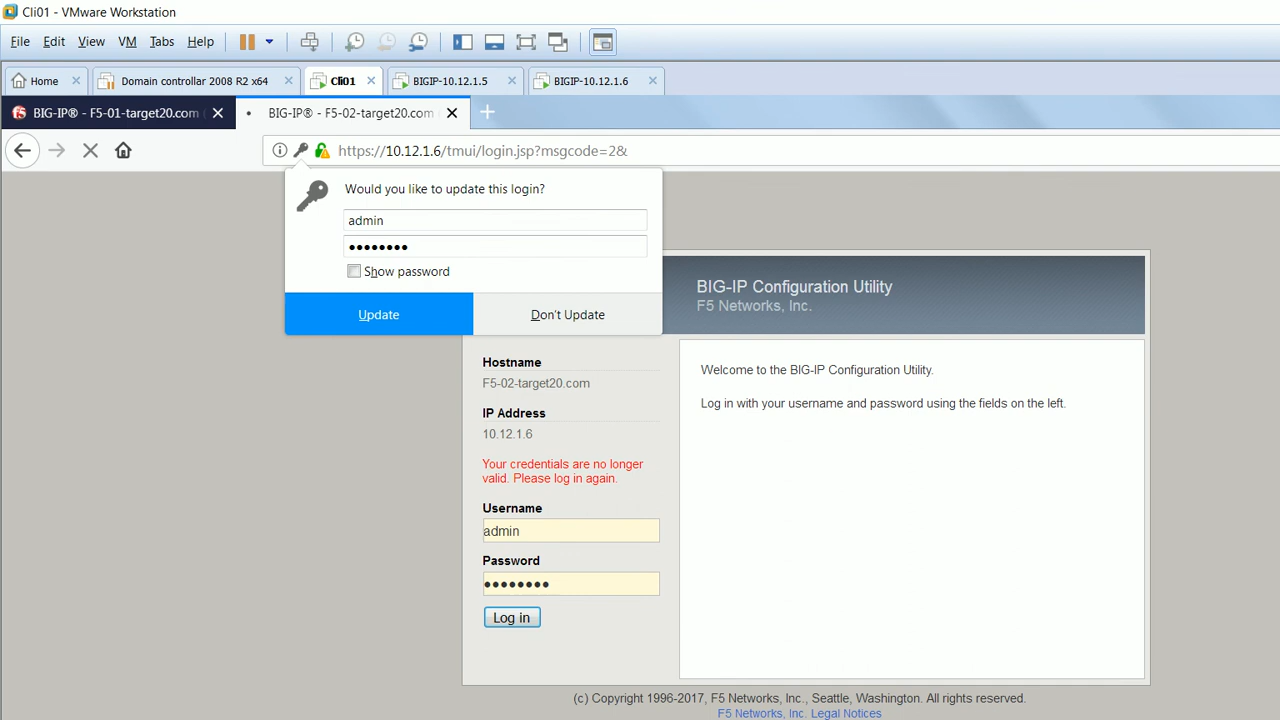 Cli01 - VMware Workstation
File Edit View VM Tabs Help
Home Domain controllar 2008 R2 x64 Cli01 BIGIP-10.12.1.5 BIGIP-10.12.1.6
BIG-IP® - F5-01-target20.com ( BIG-IP® - F5-02-target20.com
https://10.12.1.6/tmui/login.jsp?msgcode=2&
Would you like to update this login?
admin
••••••••
Show password
Update Don't Update
BIG-IP Configuration Utility
F5 Networks, Inc.
Hostname
F5-02-target20.com
IP Address
10.12.1.6
Your credentials are no longer
valid. Please log in again.
Username
admin
Password
••••••••
Log in
Welcome to the BIG-IP Configuration Utility.
Log in with your username and password using the fields on the left.
(c) Copyright 1996-2017, F5 Networks, Inc., Seattle, Washington. All rights reserved.
F5 Networks, Inc. Legal Notices